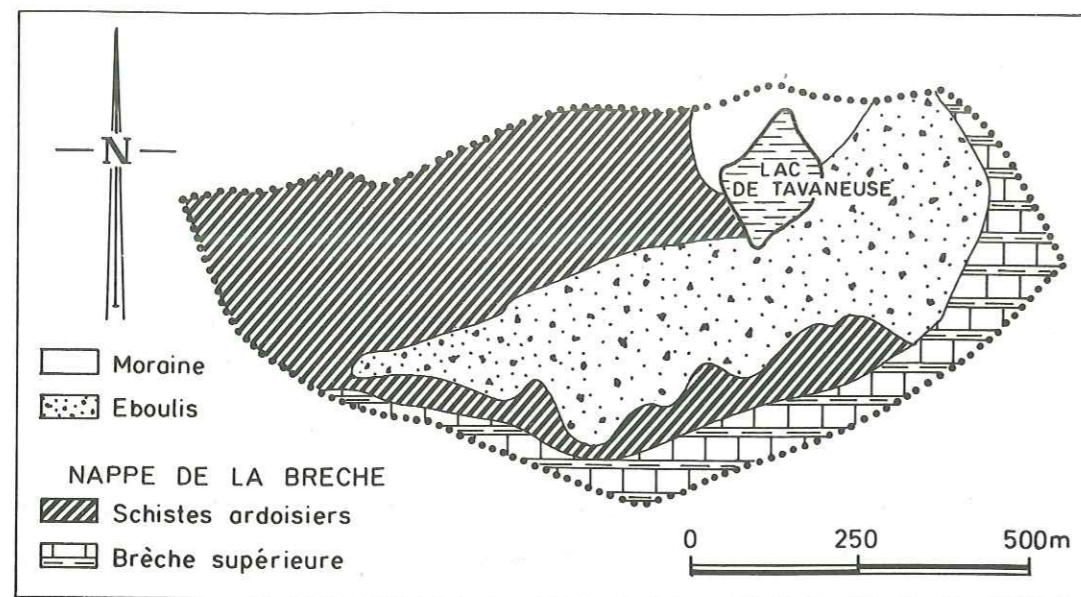 N
LAC
DE TAVANEUSE
Moraine
Eboulis
NAPPE DE LA BRECHE
Schistes ardoisiers
Brèche supérieure
0 250 500m